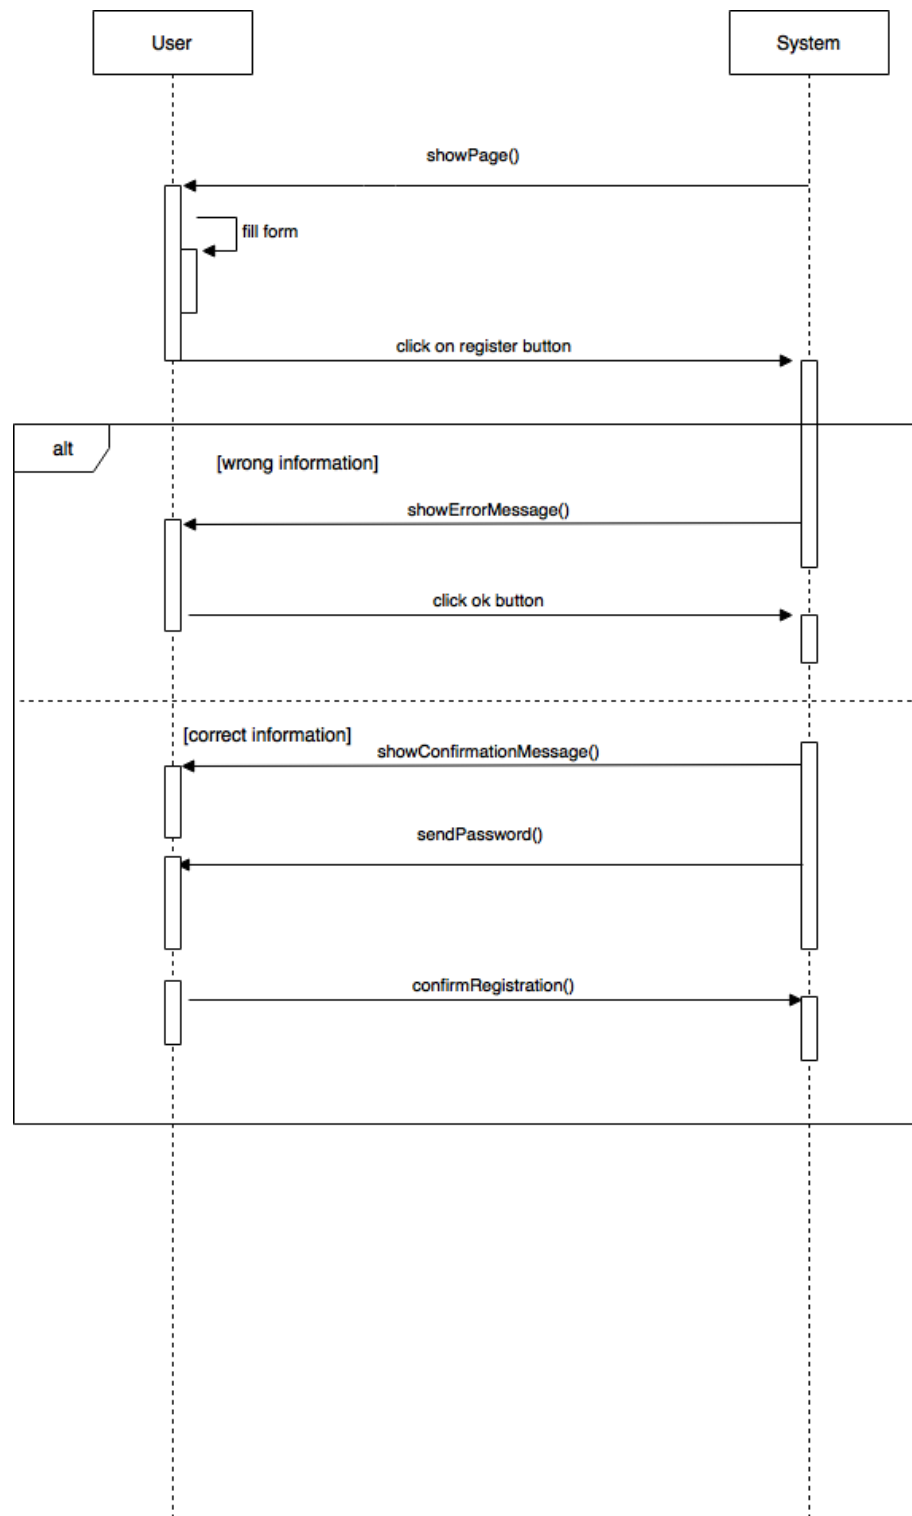 User
System
showPage()
fill form
click on register button
alt
[wrong information]
showErrorMessage()
click ok button
[correct information]
showConfirmationMessage()
sendPassword()
confirmRegistration()